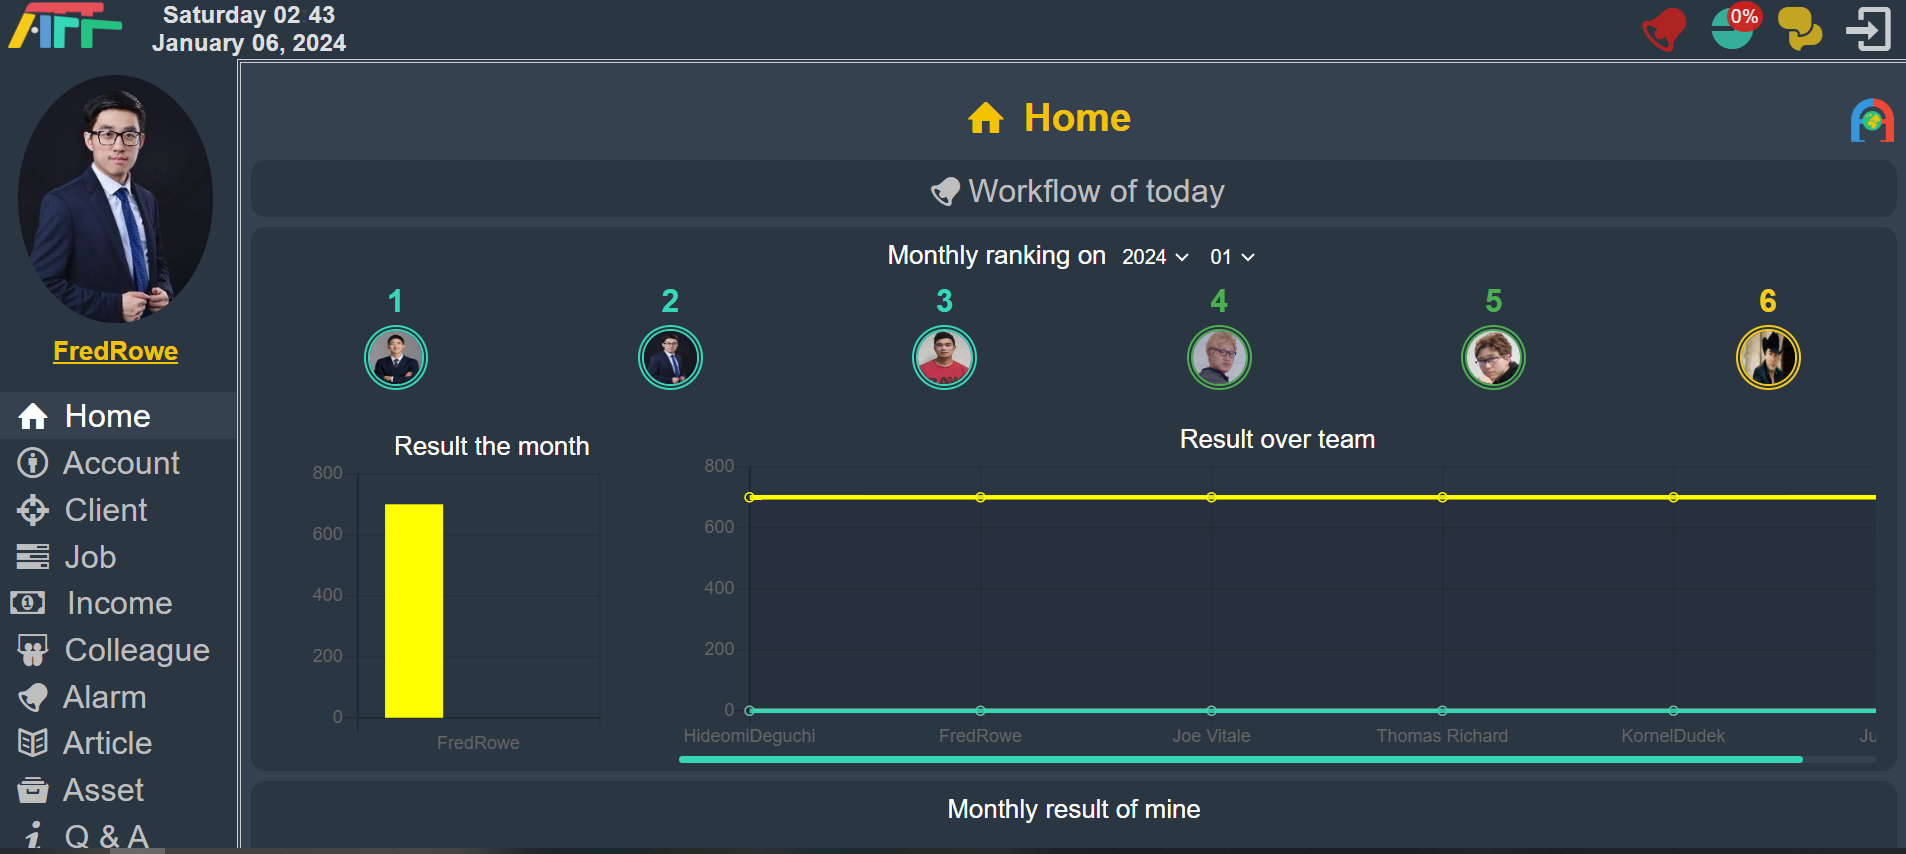 ATFF
Saturday 02 43
January 06, 2024
0%
FredRowe
Home
Account
Client
Job
Income
Colleague
Alarm
Article
Asset
Q & A
Home
Workflow of today
Monthly ranking on 2024 01
1 2 3 4 5 6
Result the month
800
600
400
200
0
FredRowe
Result over team
800
600
400
200
0
HideomiDeguchi FredRowe Joe Vitale Thomas Richard KornelDudek Ju
Monthly result of mine